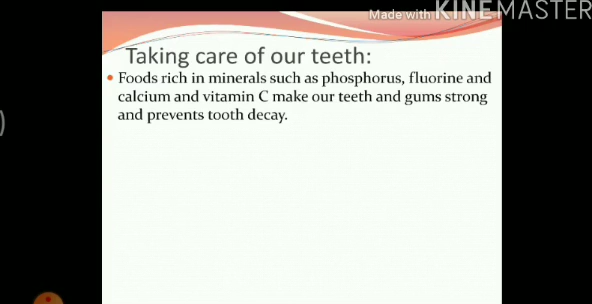 Made with KINEMASTER
Taking care of our teeth:
• Foods rich in minerals such as phosphorus, fluorine and
calcium and vitamin C make our teeth and gums strong
and prevents tooth decay.
)